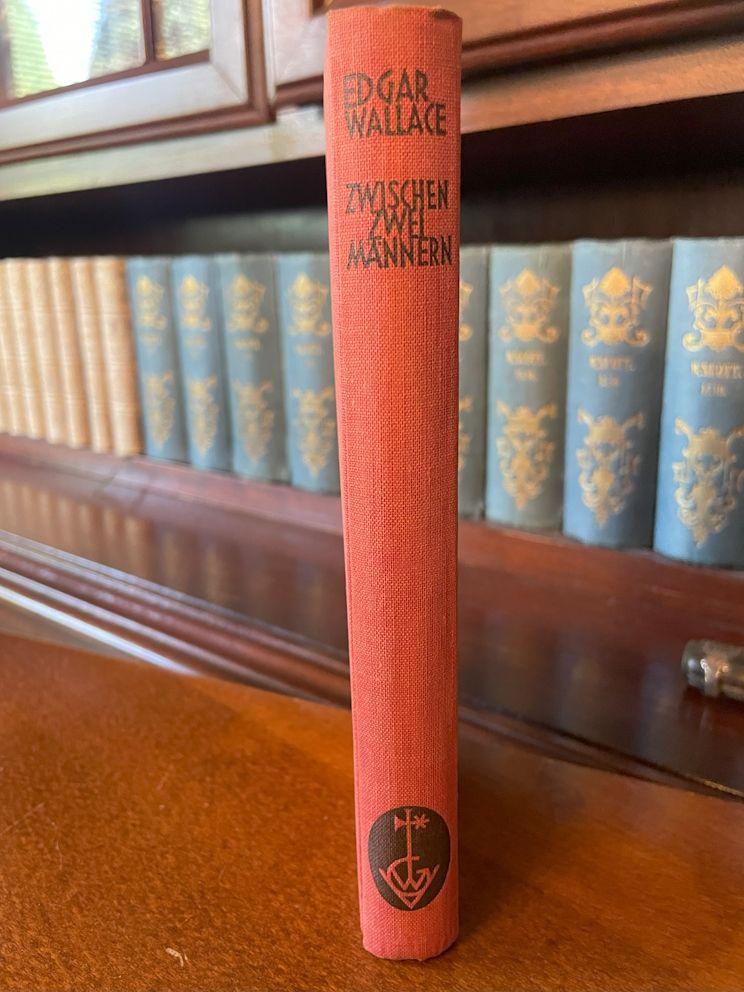 EDGAR
WALLACE
ZWISCHEN
ZWEI
MÄNNERN